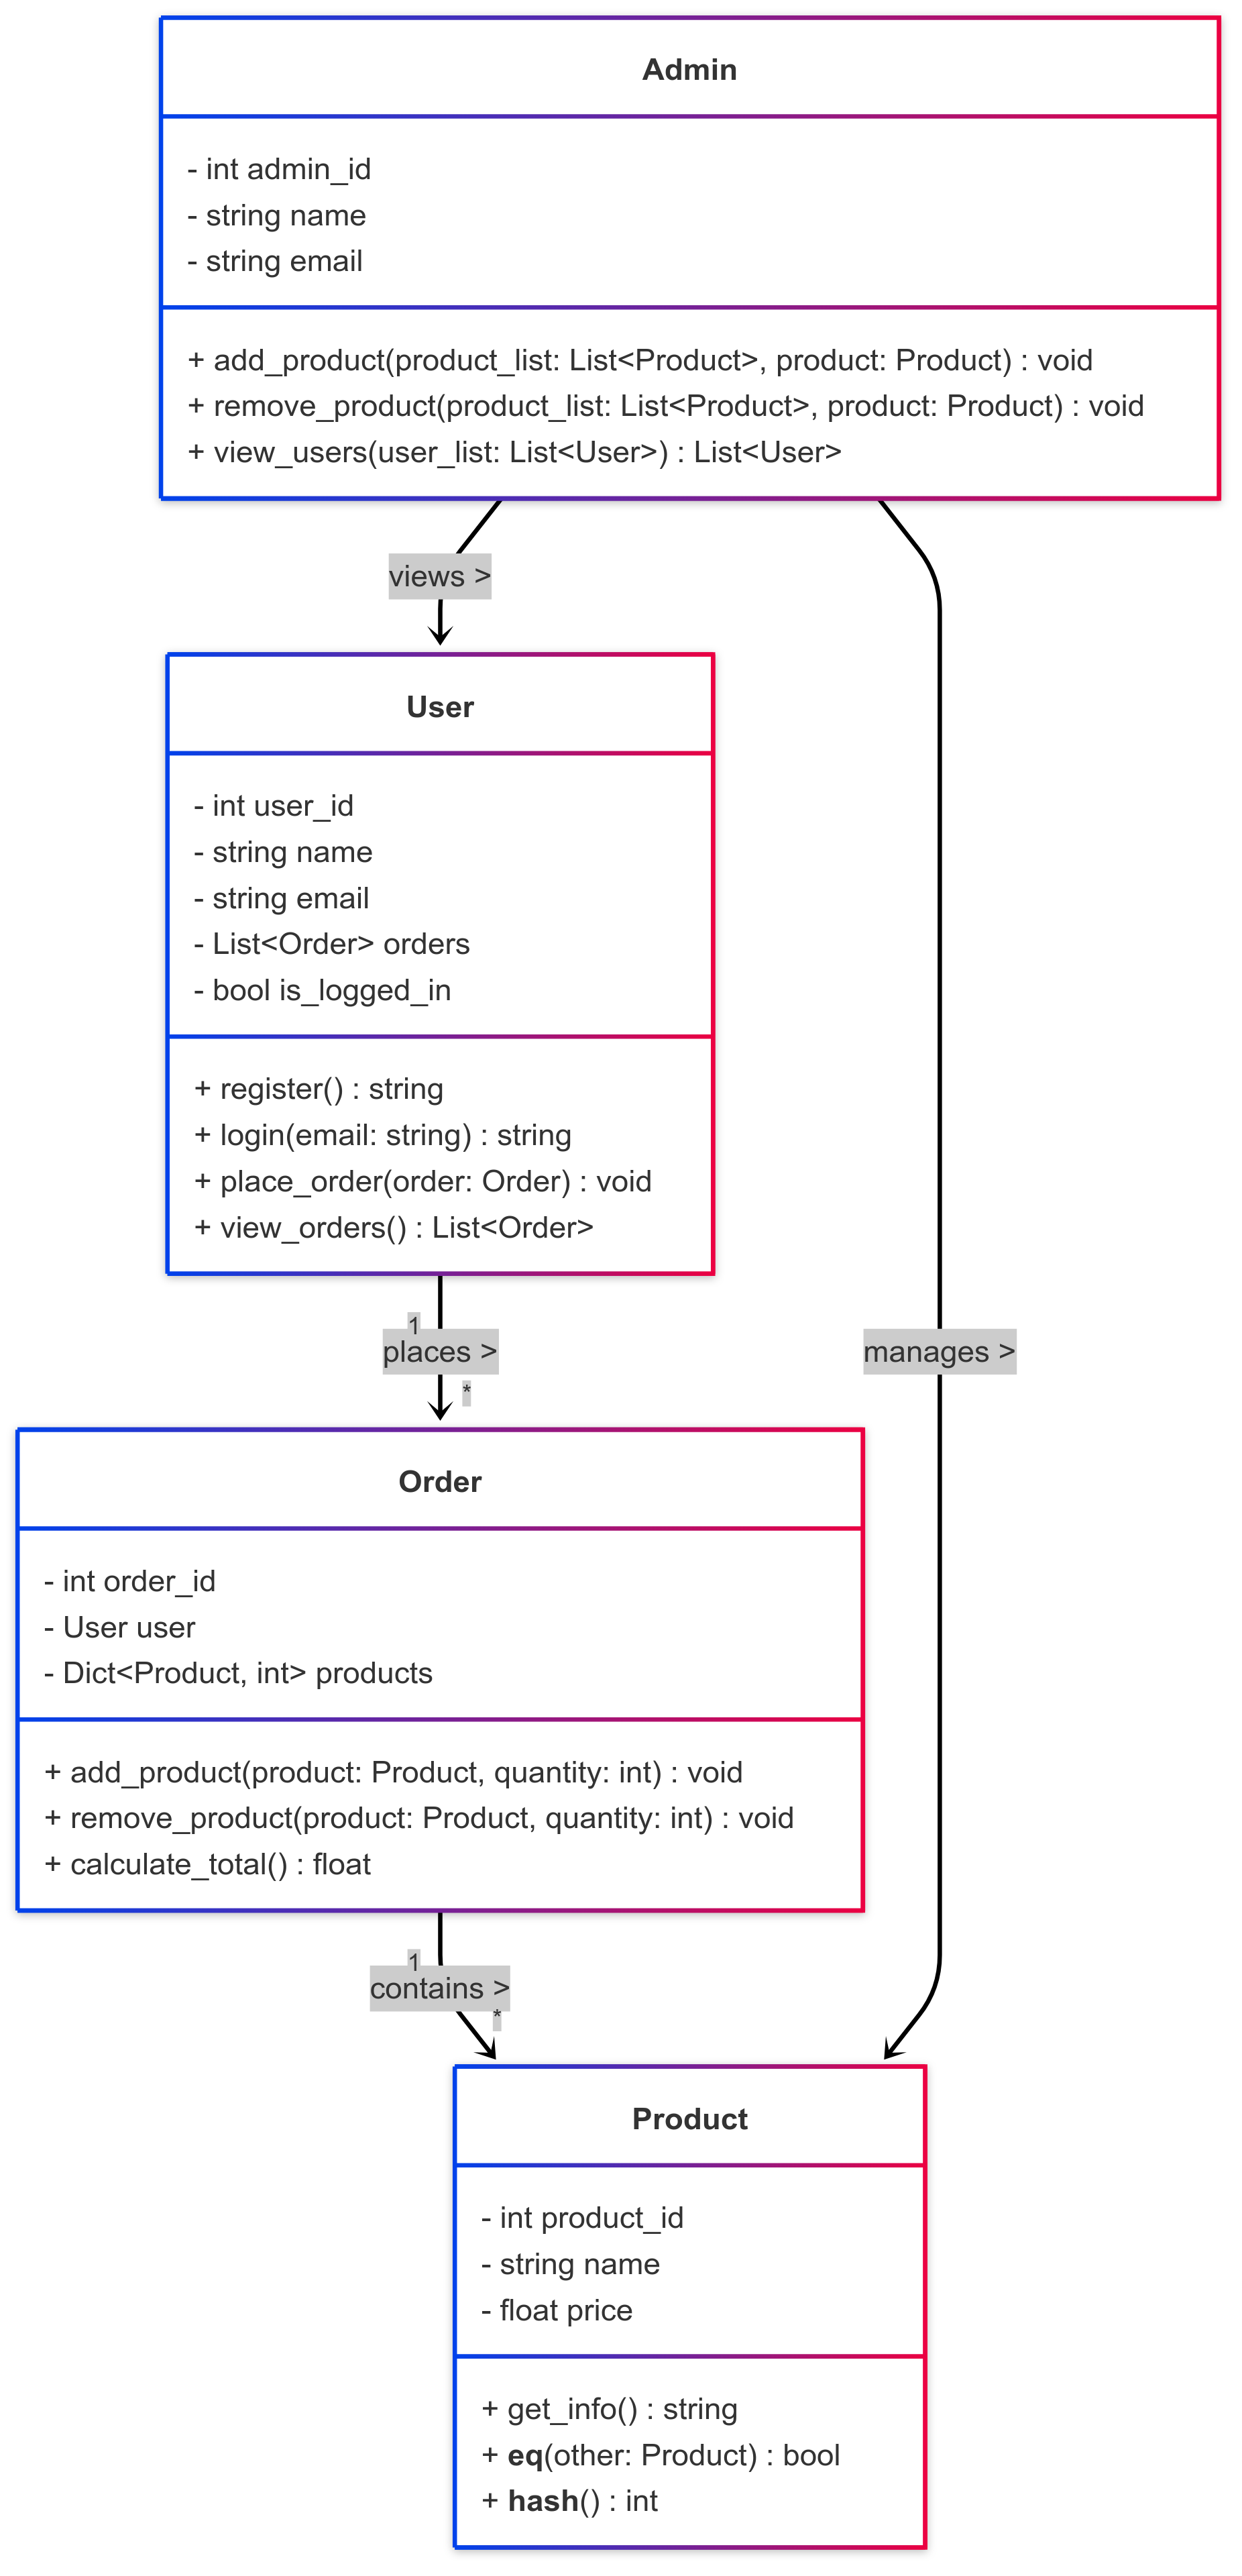 Admin
- int admin_id
- string name
- string email
+ add_product(product_list: List<Product>, product: Product) : void
+ remove_product(product_list: List<Product>, product: Product) : void
+ view_users(user_list: List<User>) : List<User>
views >
User
- int user_id
- string name
- string email
- List<Order> orders
- bool is_logged_in
+ register() : string
+ login(email: string) : string
+ place_order(order: Order) : void
+ view_orders() : List<Order>
1
places >
manages >
*
Order
- int order_id
- User user
- Dict<Product, int> products
+ add_product(product: Product, quantity: int) : void
+ remove_product(product: Product, quantity: int) : void
+ calculate_total() : float
1
contains >
*
Product
- int product_id
- string name
- float price
+ get_info() : string
+ eq(other: Product) : bool
+ hash() : int